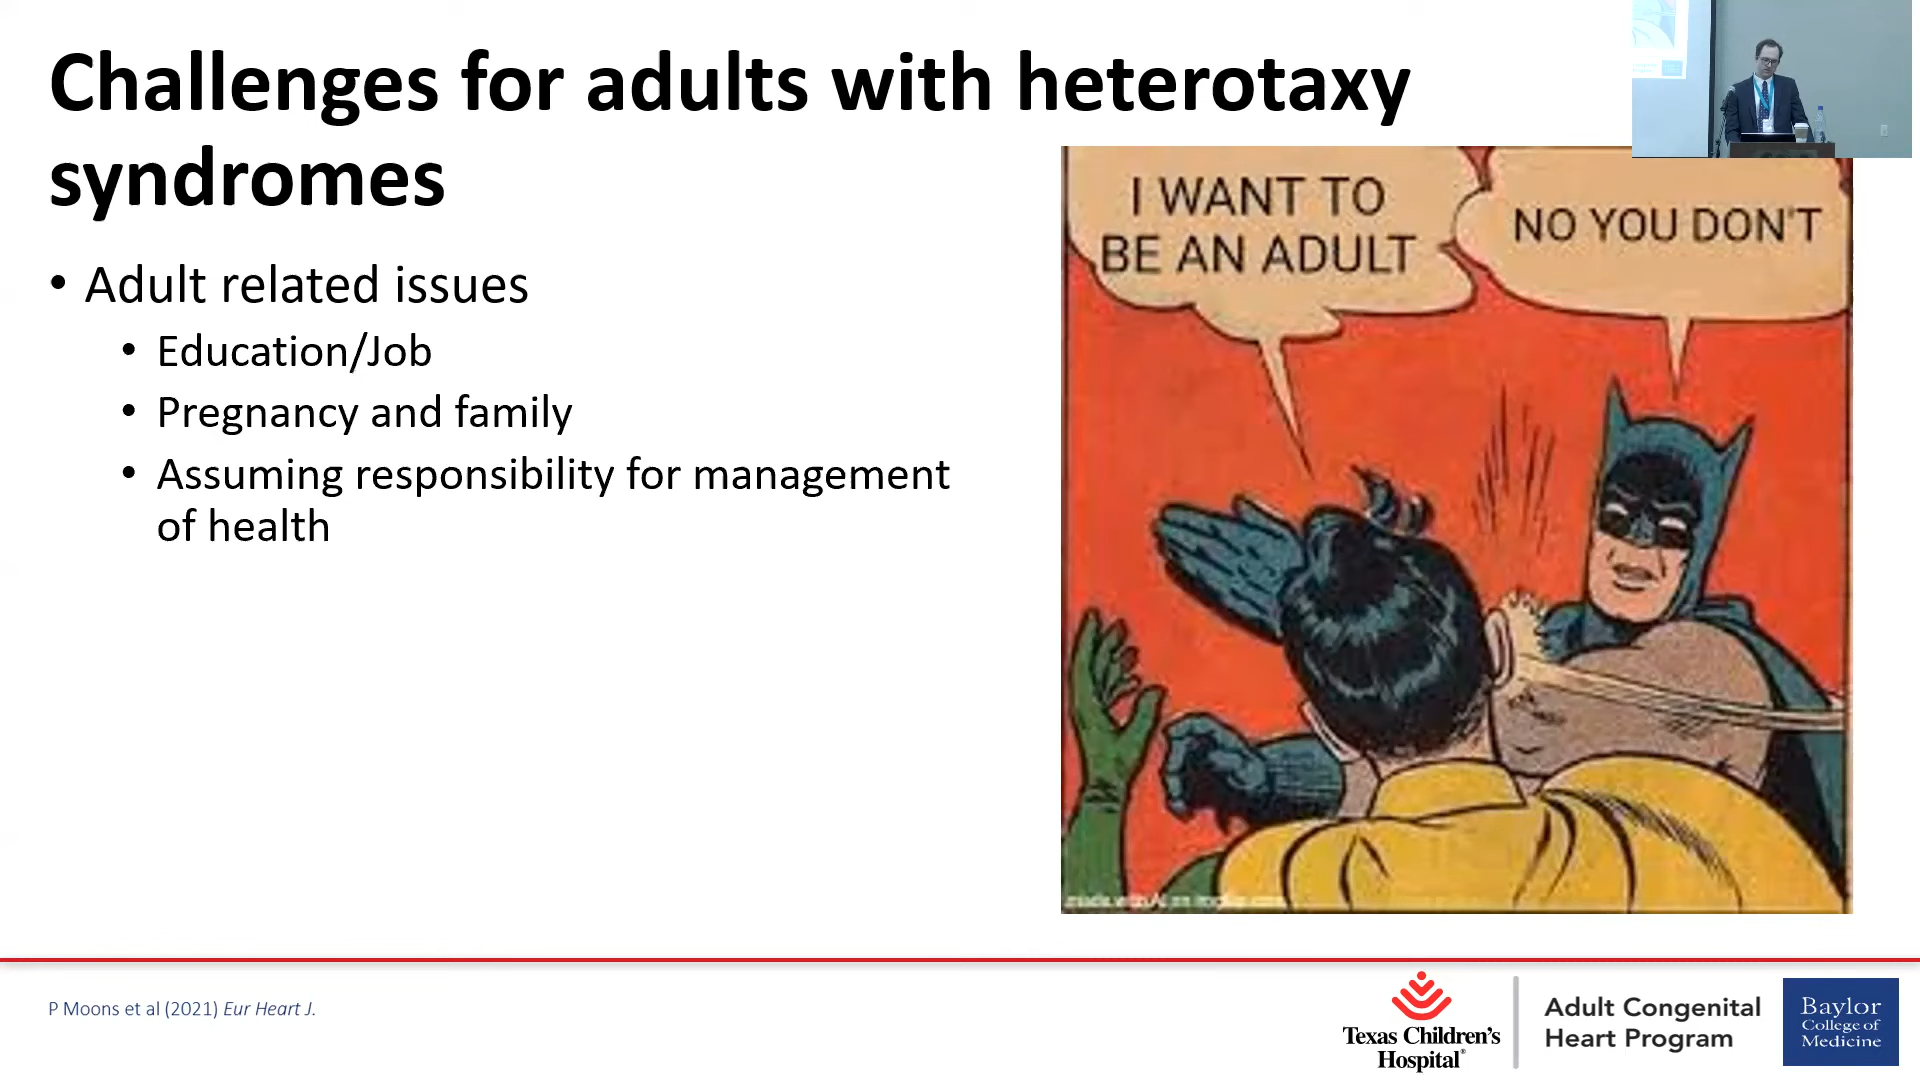 Challenges for adults with heterotaxy
syndromes
• Adult related issues
• Education/Job
• Pregnancy and family
• Assuming responsibility for management
of health
I WANT TO
BE AN ADULT
NO YOU DON'T
P Moons et al (2021) Eur Heart J.
Texas Children's
Hospital®
Adult Congenital
Heart Program
Baylor
College of
Medicine